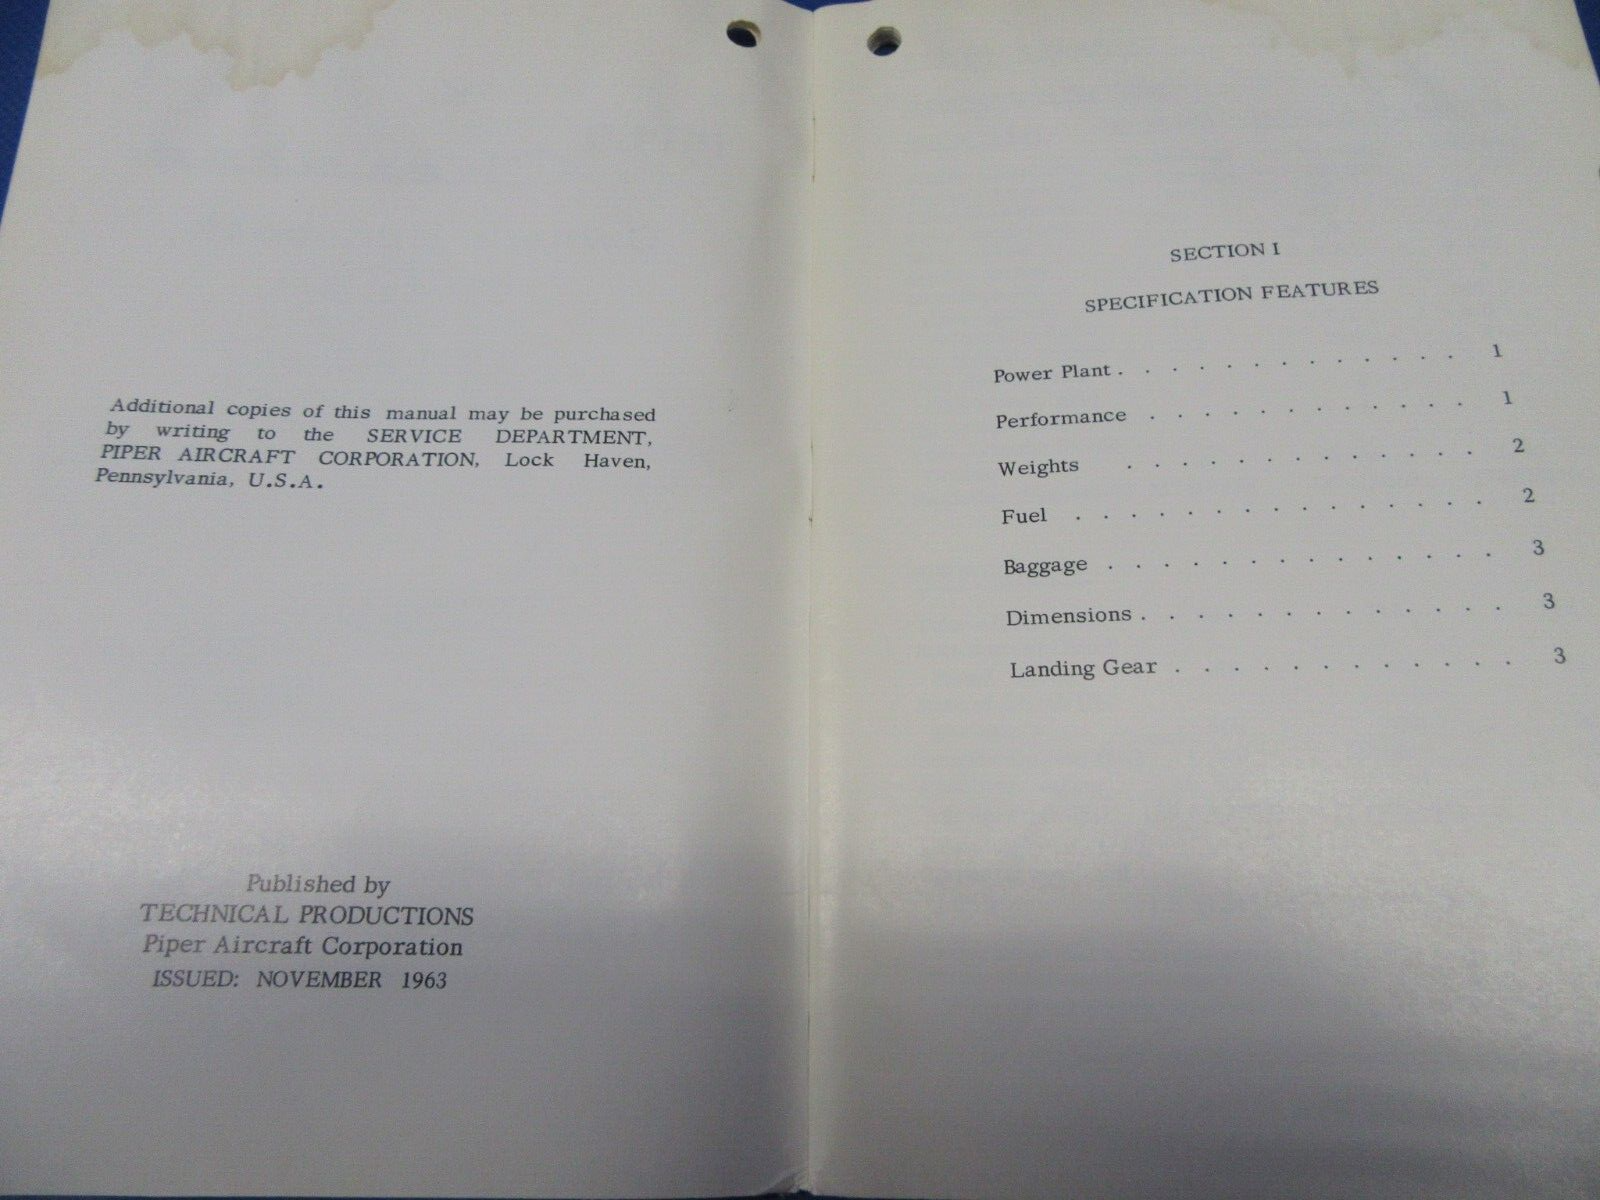 Additional copies of this manual may be purchased
by writing to the SERVICE DEPARTMENT,
PIPER AIRCRAFT CORPORATION, Lock Haven,
Pennsylvania, U.S.A.
Published by
TECHNICAL PRODUCTIONS
Piper Aircraft Corporation
ISSUED: NOVEMBER 1963
SECTION I
SPECIFICATION FEATURES
Power Plant . . . . . . . . . . . . . 1
Performance . . . . . . . . . . . . 1
Weights . . . . . . . . . . . . . 2
Fuel . . . . . . . . . . . . . . . 2
Baggage . . . . . . . . . . . . . . 3
Dimensions . . . . . . . . . . . . . 3
Landing Gear . . . . . . . . . . . . 3